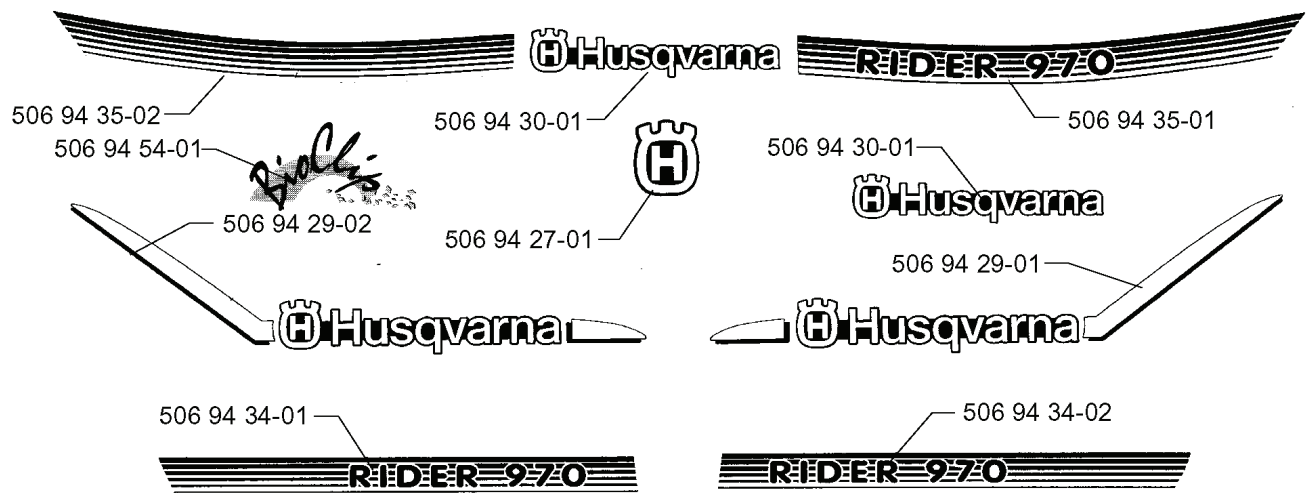 Husqvarna
RIDER 970
506 94 35-02
506 94 30-01
506 94 35-01
506 94 54-01
BioClip
506 94 30-01
H
Husqvarna
506 94 29-02
506 94 27-01
506 94 29-01
Husqvarna
Husqvarna
506 94 34-01
506 94 34-02
RIDER 970
RIDER 970